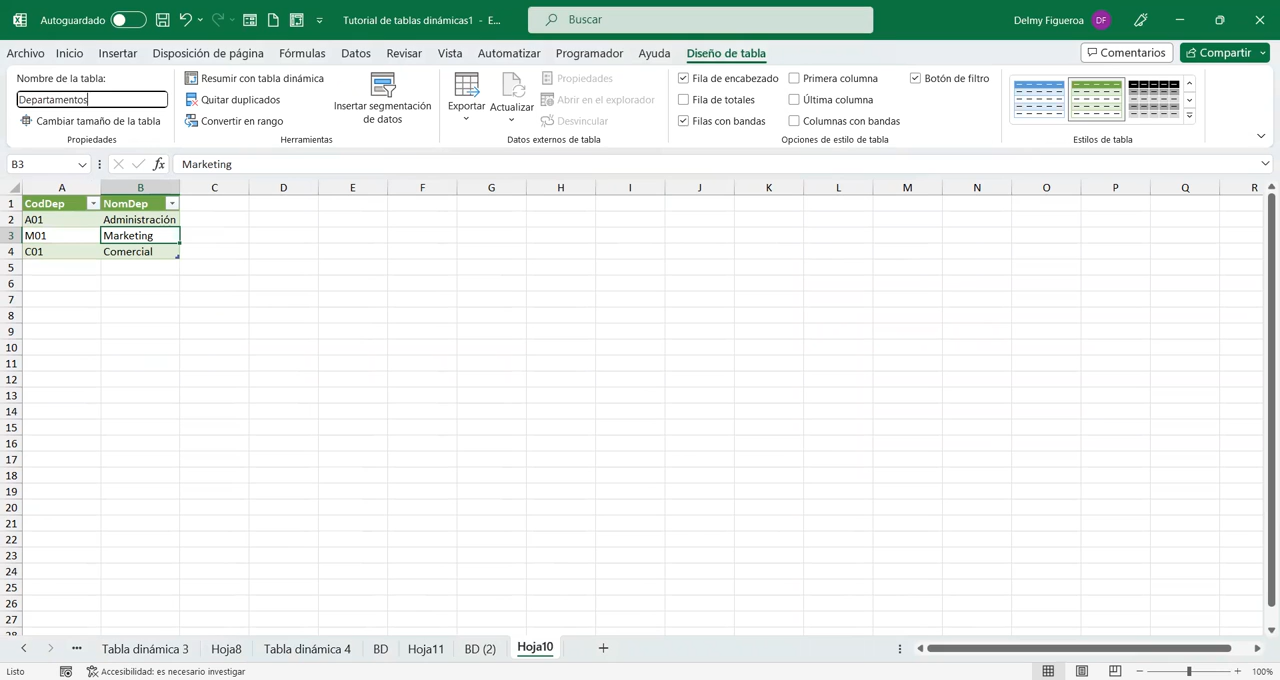 Autoguardado Tutorial de tablas dinámicas1 - E... Buscar Delmy Figueroa DF
Archivo Inicio Insertar Disposición de página Fórmulas Datos Revisar Vista Automatizar Programador Ayuda Diseño de tabla Comentarios Compartir
Nombre de la tabla: Resumir con tabla dinámica Propiedades Fila de encabezado Primera columna Botón de filtro
Departamentos Quitar duplicados Insertar segmentación de datos Exportar Actualizar Abrir en el explorador Fila de totales Última columna
Cambiar tamaño de la tabla Convertir en rango Desvincular Filas con bandas Columnas con bandas
Propiedades Herramientas Datos externos de tabla Opciones de estilo de tabla Estilos de tabla
B3 fx Marketing
A B C D E F G H I J K L M N O P Q R
1 CodDep NomDep
2 A01 Administración
3 M01 Marketing
4 C01 Comercial
5
6
7
8
9
10
11
12
13
14
15
16
17
18
19
20
21
22
23
24
25
26
27
28
Tabla dinámica 3 Hoja8 Tabla dinámica 4 BD Hoja11 BD (2) Hoja10
Listo Accesibilidad: es necesario investigar 100%